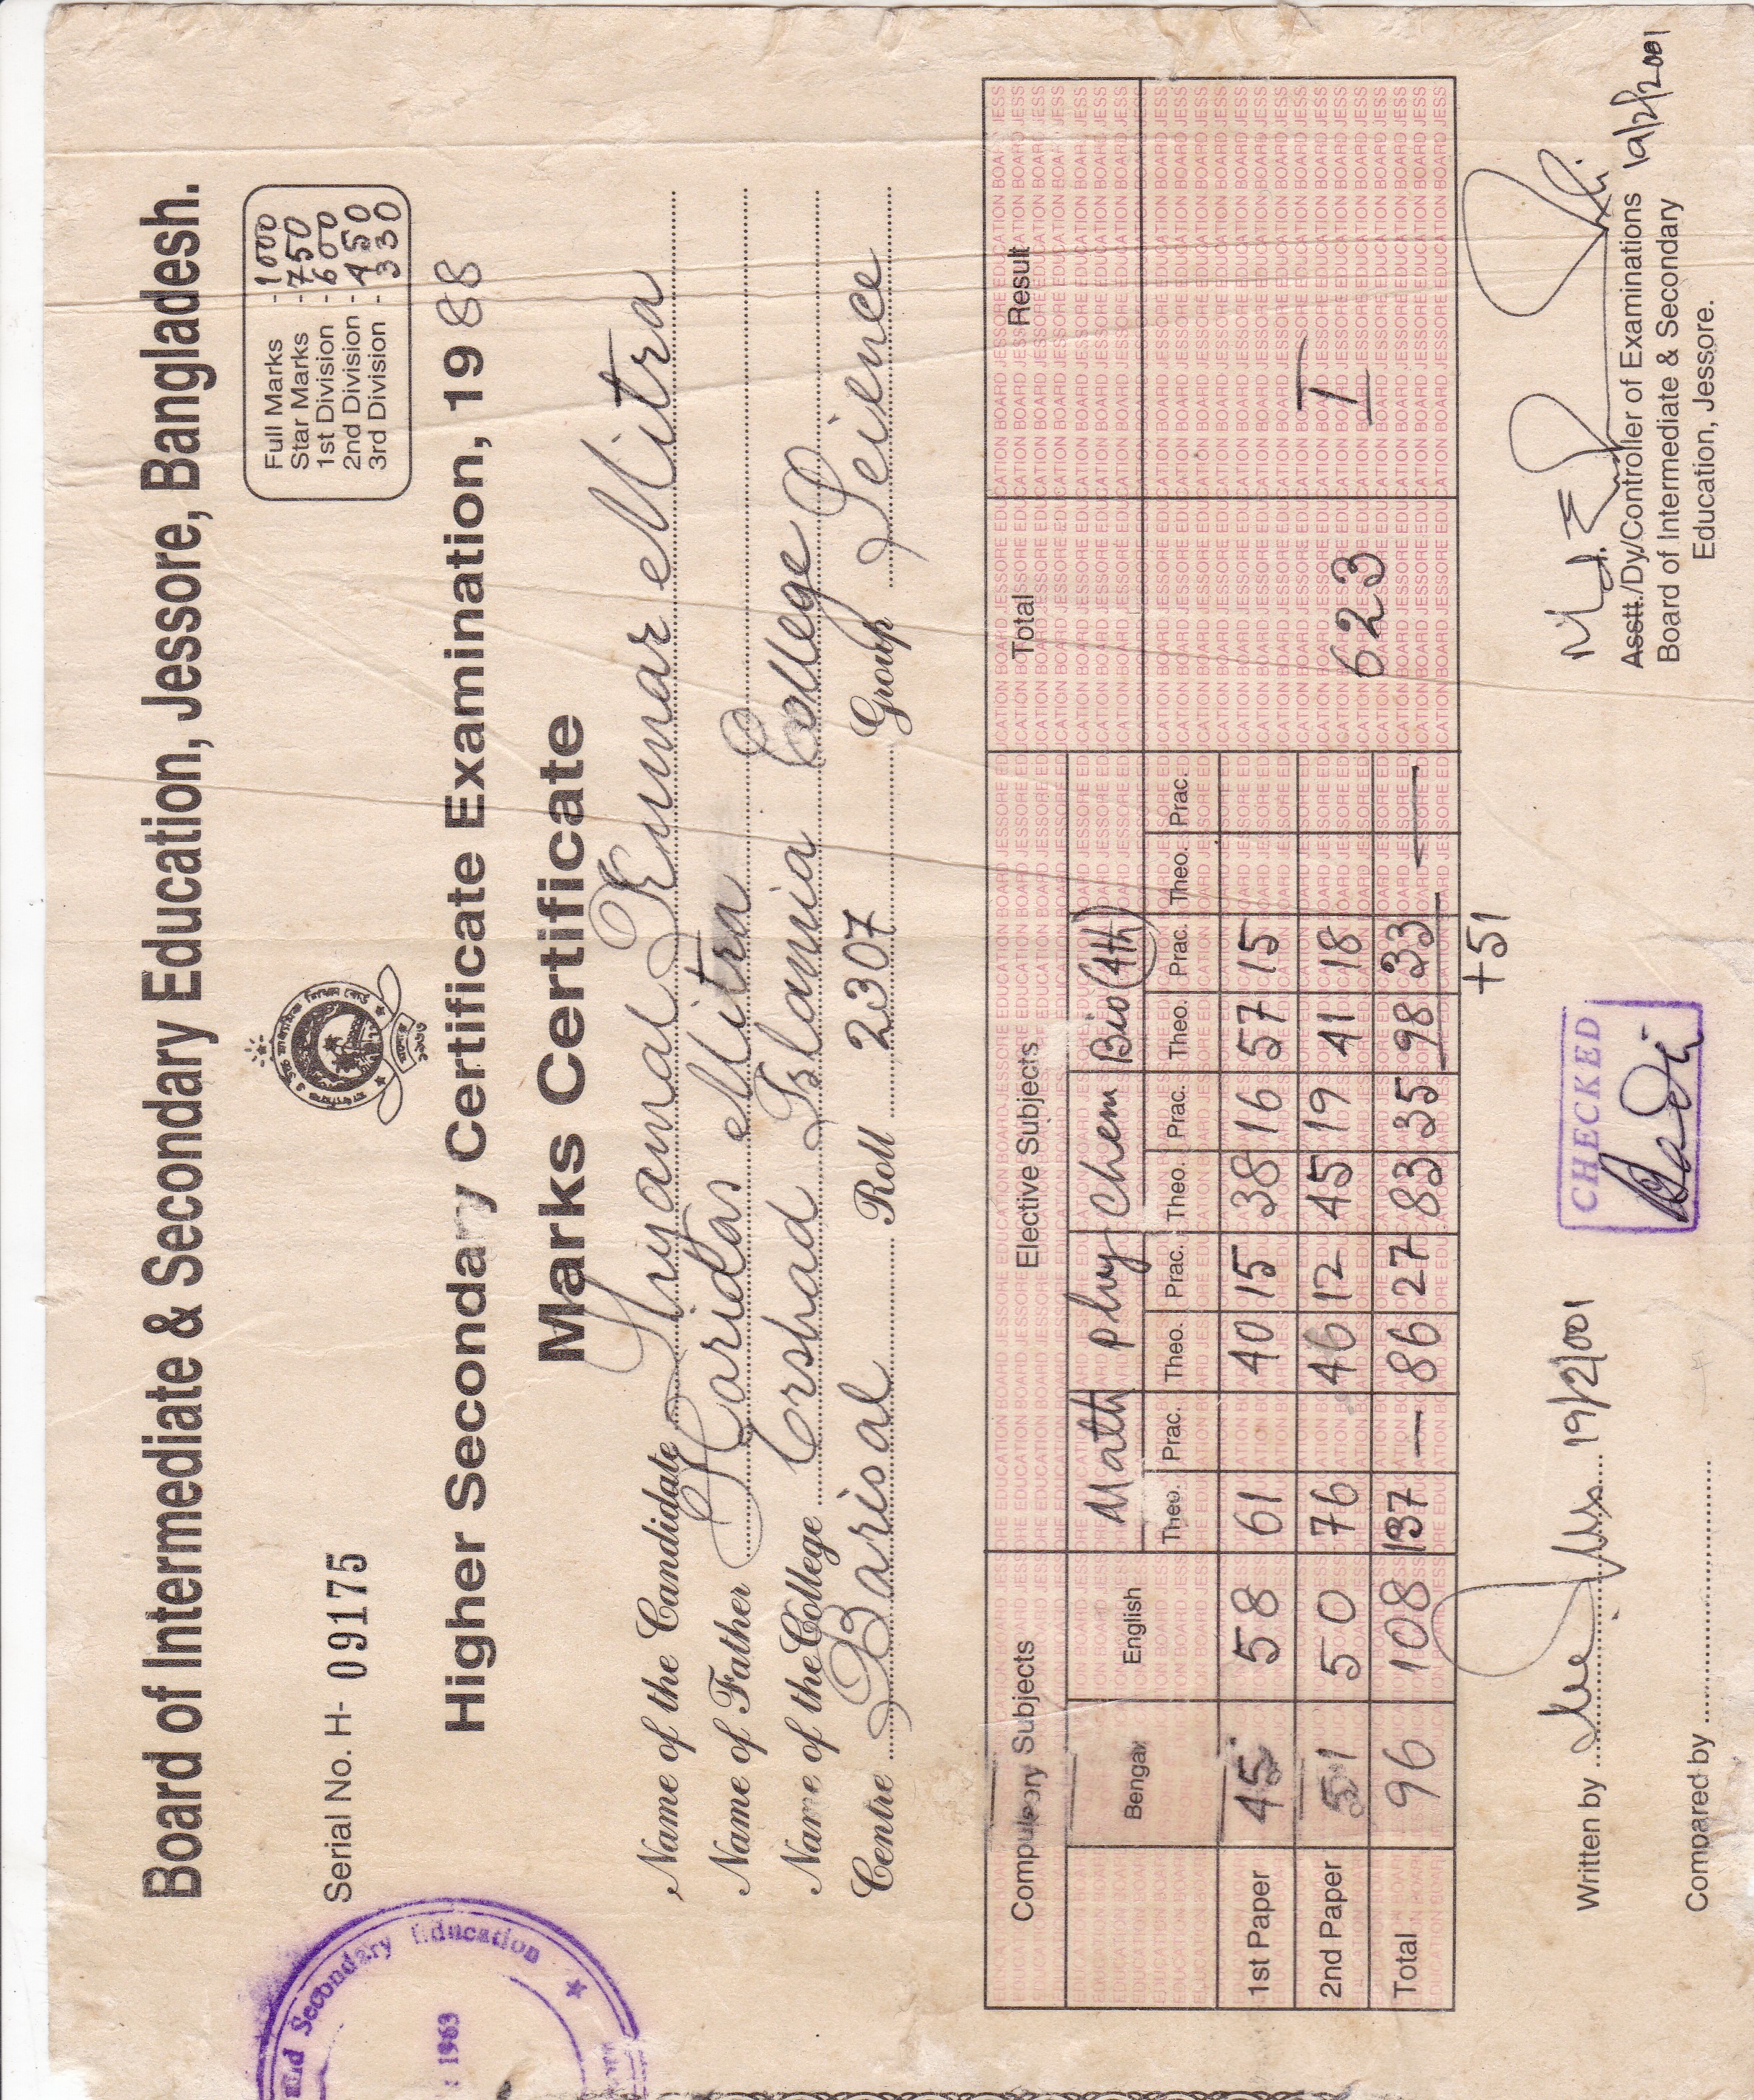 Board of Intermediate & Secondary Education, Jessore, Bangladesh.
Serial No. H- 09175
Full Marks - 1000
Star Marks - 750
1st Division - 600
2nd Division - 450
3rd Division - 330
Higher Secondary Certificate Examination, 1988
Marks Certificate
Name of the Candidate Shyamal Kumar Mitra
Name of Father Haridas Mitra
Name of the College Ershad Islamia College
Centre Barisal Roll 2307 Group Science
Compulsory Subjects Elective Subjects Total Result
Bengali English Math phy Chem Bio (4th)
Theo. Prac. Theo. Prac. Theo. Prac. Theo. Prac. Theo. Prac.
1st Paper 45 58 61 40 15 38 16 57 15
2nd Paper 51 50 76 46 12 45 19 41 18
Total 96 108 137 — 86 27 83 35 98 33 — 623 I
+51
Written by 19/2/2001
CHECKED
Compared by
Asstt./Dy/Controller of Examinations 19/2/2001
Board of Intermediate & Secondary
Education, Jessore.
and Secondary Education
1963